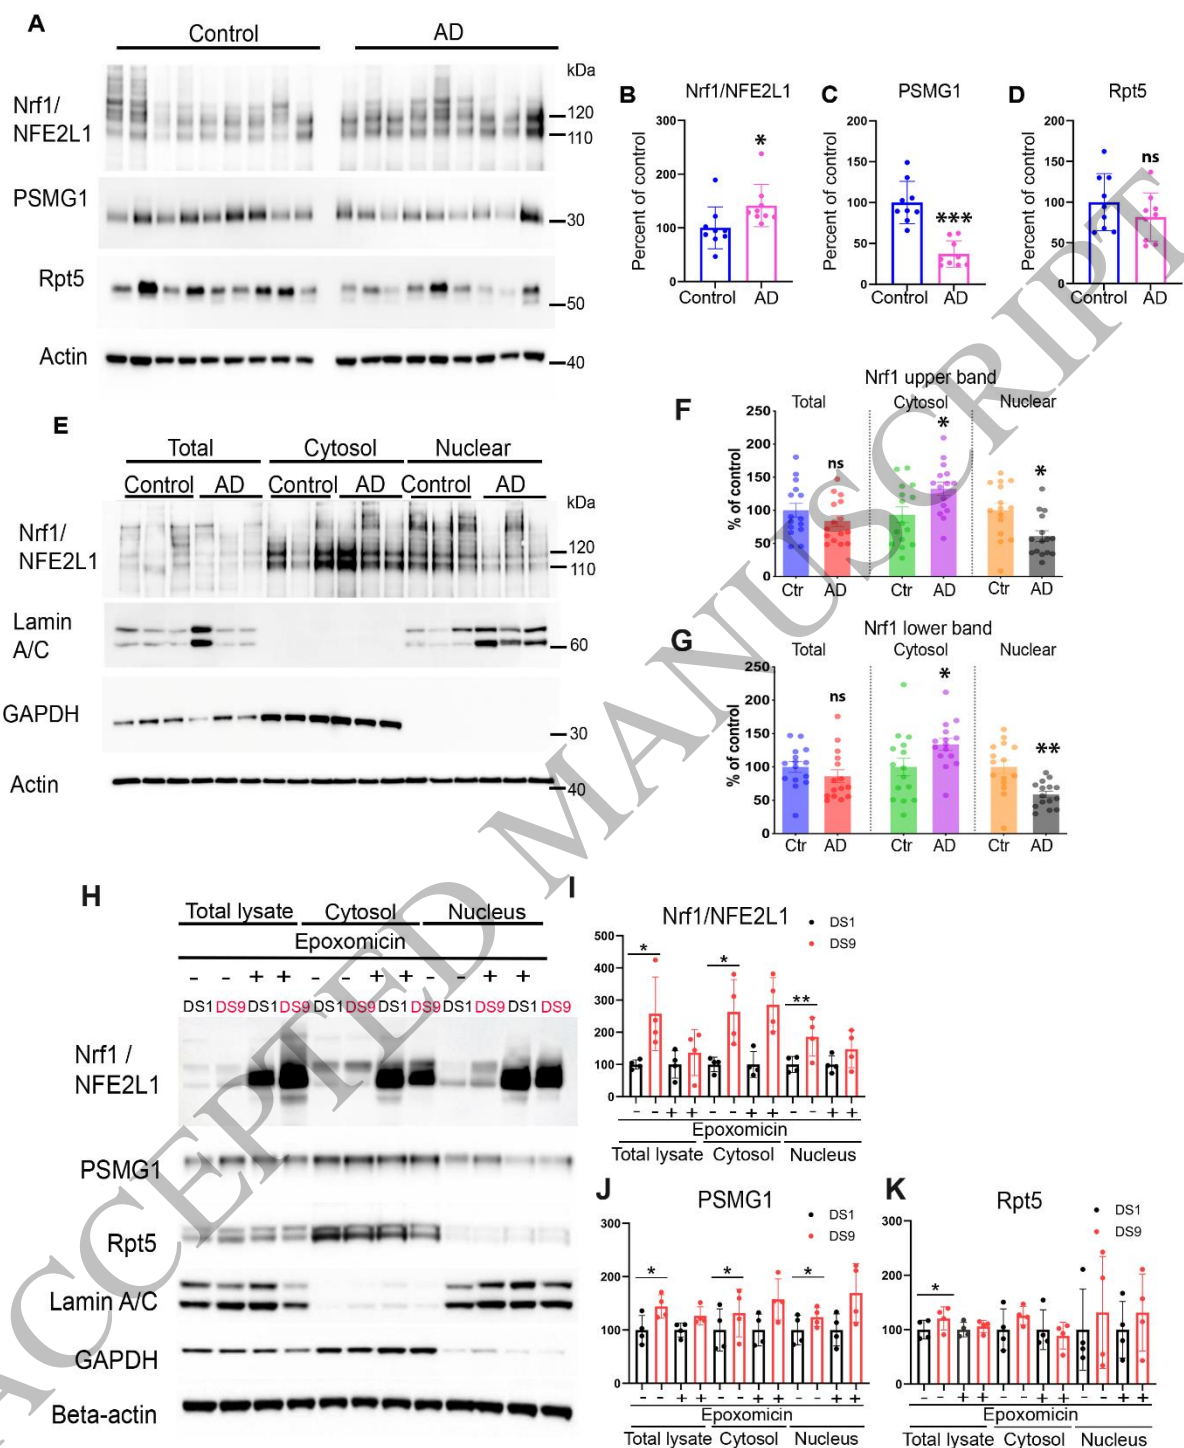 A
Control AD
kDa
Nrf1/
NFE2L1
120
110
PSMG1
30
Rpt5
50
Actin
40
B
Nrf1/NFE2L1
Percent of control
300
200
100
0
*
Control AD
C
PSMG1
Percent of control
200
150
100
50
0
***
Control AD
D
Rpt5
Percent of control
200
150
100
50
0
ns
Control AD
E
Total Cytosol Nuclear
Control AD Control AD Control AD
kDa
Nrf1/
NFE2L1
120
110
Lamin
A/C
60
GAPDH
30
Actin
40
F
Nrf1 upper band
Total Cytosol Nuclear
% of control
250
200
150
100
50
0
ns * *
Ctr AD Ctr AD Ctr AD
G
Nrf1 lower band
Total Cytosol Nuclear
% of control
250
200
150
100
50
0
ns * **
Ctr AD Ctr AD Ctr AD
H
Total lysate Cytosol Nucleus
Epoxomicin
- - + + - - + + - - + +
DS1 DS9 DS1 DS9 DS1 DS9 DS1 DS9 DS1 DS9 DS1 DS9
Nrf1 /
NFE2L1
PSMG1
Rpt5
Lamin A/C
GAPDH
Beta-actin
I
Nrf1/NFE2L1
DS1
DS9
500
400
300
200
100
0
* * **
- - + + - - + + - - + +
Epoxomicin
Total lysate Cytosol Nucleus
J
PSMG1
DS1
DS9
300
200
100
0
* * *
- - + + - - + + - - + +
Epoxomicin
Total lysate Cytosol Nucleus
K
Rpt5
DS1
DS9
300
200
100
0
*
- - + + - - + + - - + +
Epoxomicin
Total lysate Cytosol Nucleus
ACCEPTED MANUSCRIPT